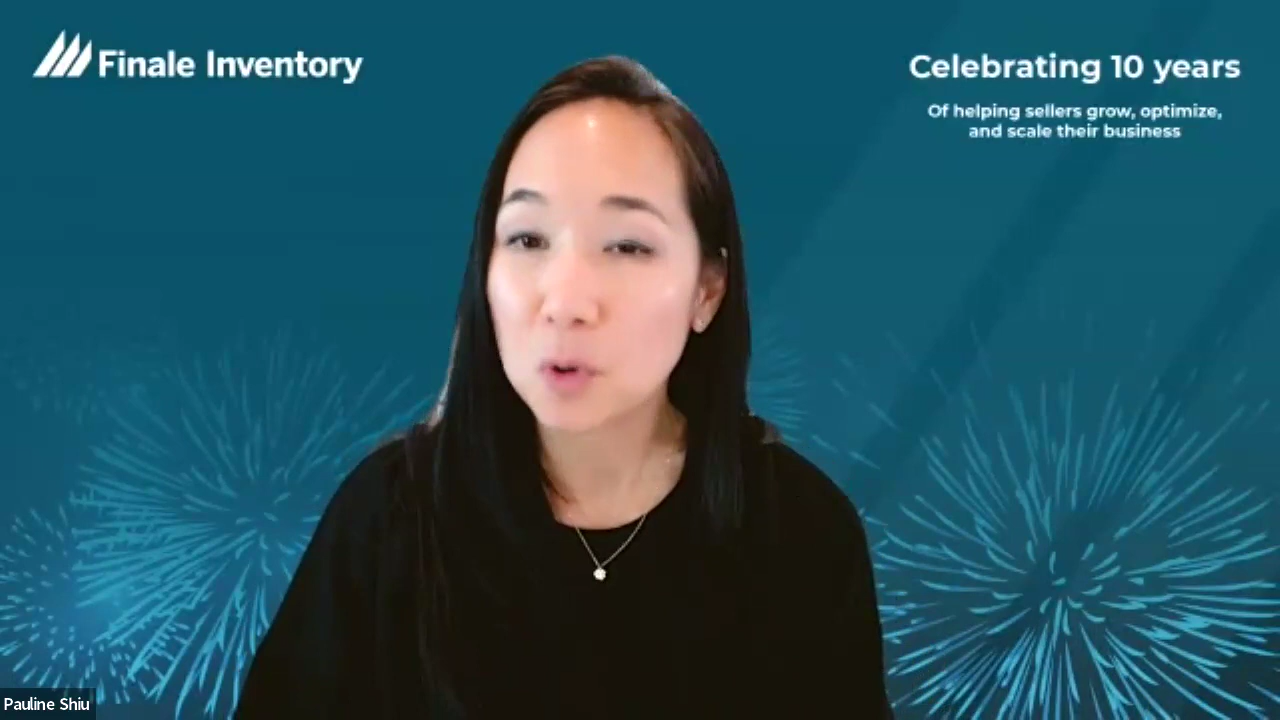 Finale Inventory
Celebrating 10 years
Of helping sellers grow, optimize,
and scale their business
Pauline Shiu